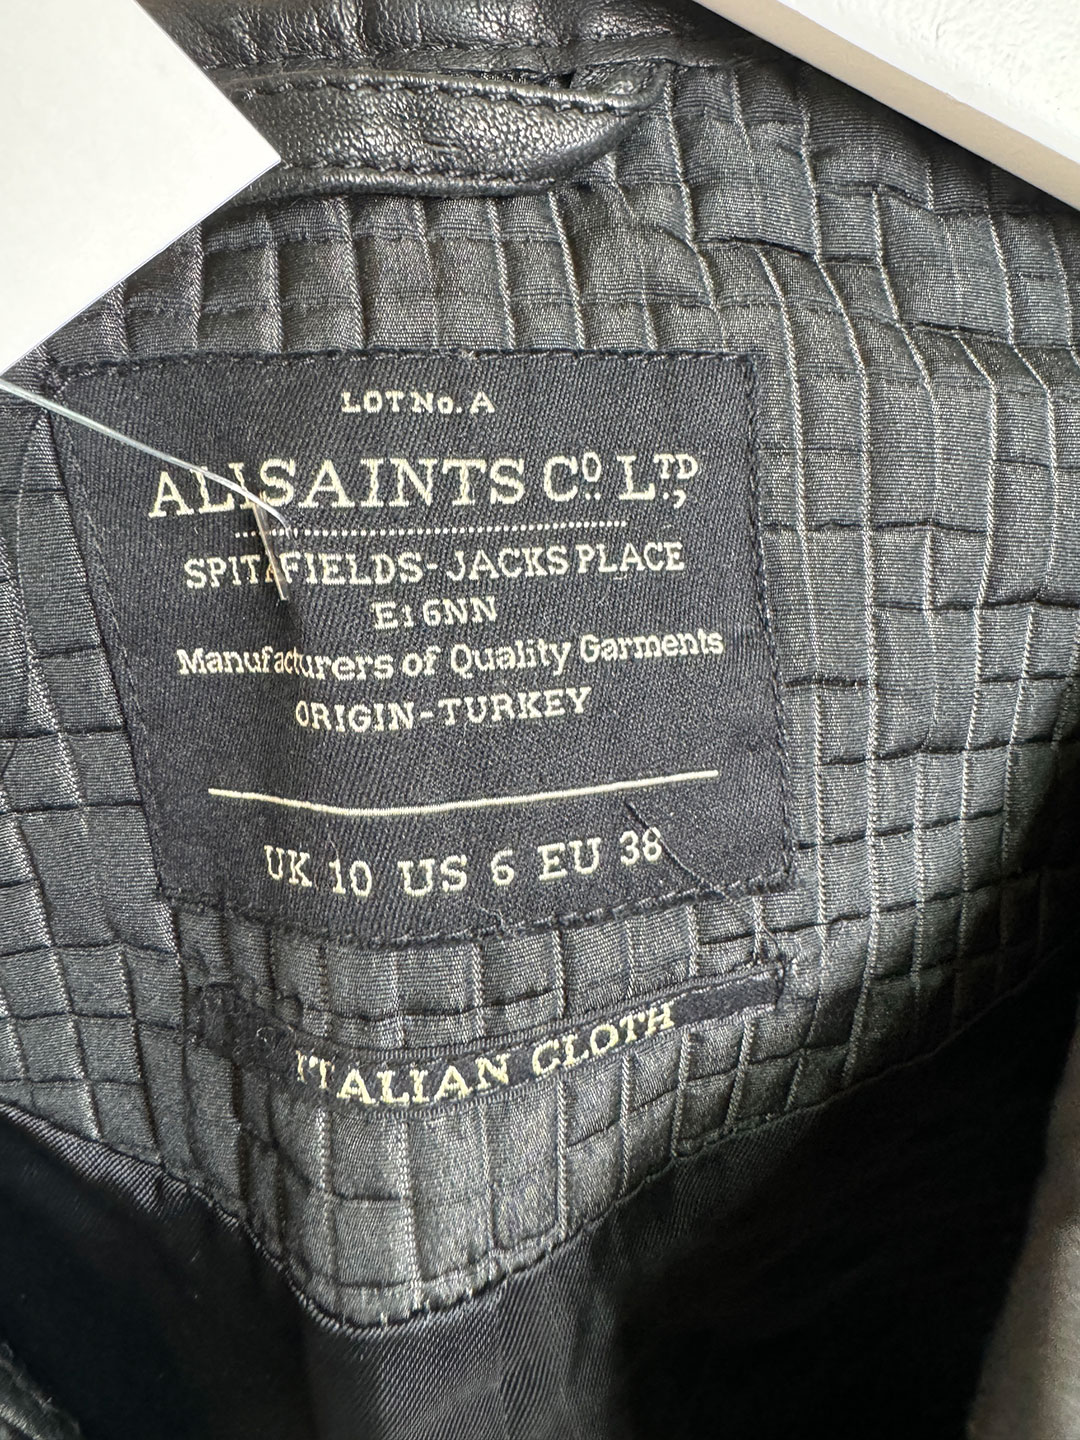 LOT No. A
ALLSAINTS Co. LTD,
SPITAFIELDS - JACKS PLACE
E1 6NN
Manufacturers of Quality Garments
ORIGIN - TURKEY
UK 10 US 6 EU 38
ITALIAN CLOTH